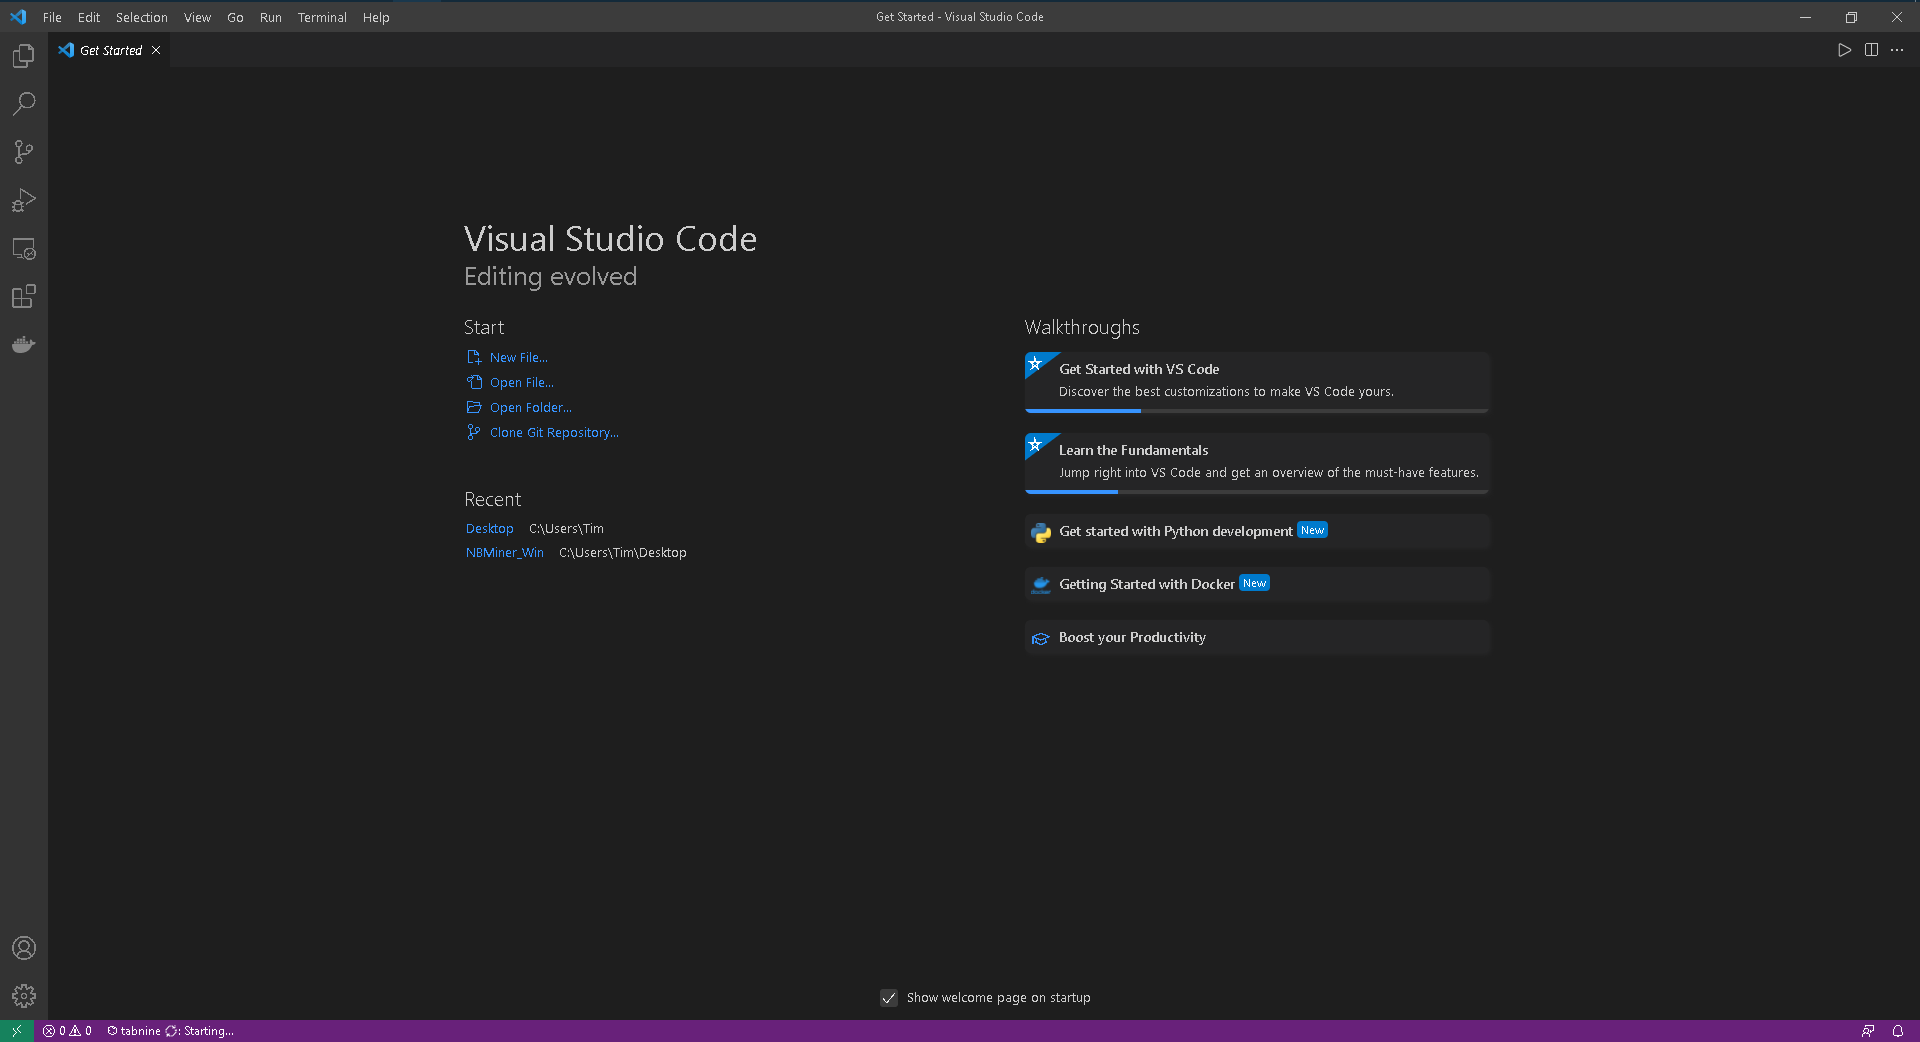 File Edit Selection View Go Run Terminal Help
Get Started - Visual Studio Code
Get Started
Visual Studio Code
Editing evolved
Start
New File...
Open File...
Open Folder...
Clone Git Repository...
Recent
Desktop C:\Users\Tim
NBMiner_Win C:\Users\Tim\Desktop
Walkthroughs
Get Started with VS Code
Discover the best customizations to make VS Code yours.
Learn the Fundamentals
Jump right into VS Code and get an overview of the must-have features.
Get started with Python development New
Getting Started with Docker New
Boost your Productivity
Show welcome page on startup
0 0 tabnine : Starting...